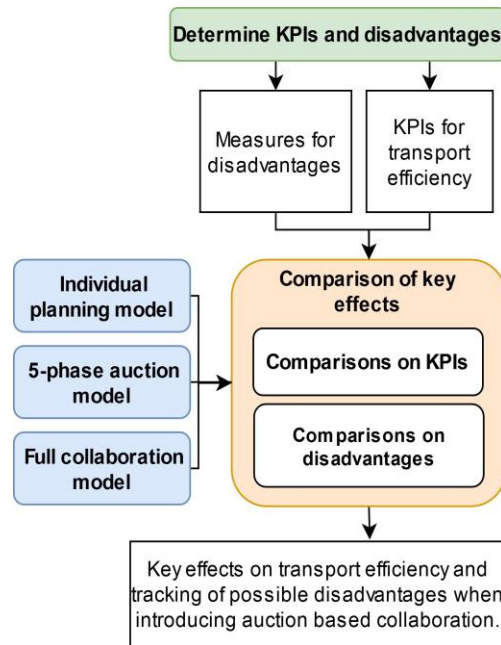 Determine KPIs and disadvantages
Measures for
disadvantages
KPIs for
transport
efficiency
Individual
planning model
5-phase auction
model
Full collaboration
model
Comparison of key
effects
Comparisons on KPIs
Comparisons on
disadvantages
Key effects on transport efficiency and
tracking of possible disadvantages when
introducing auction based collaboration.